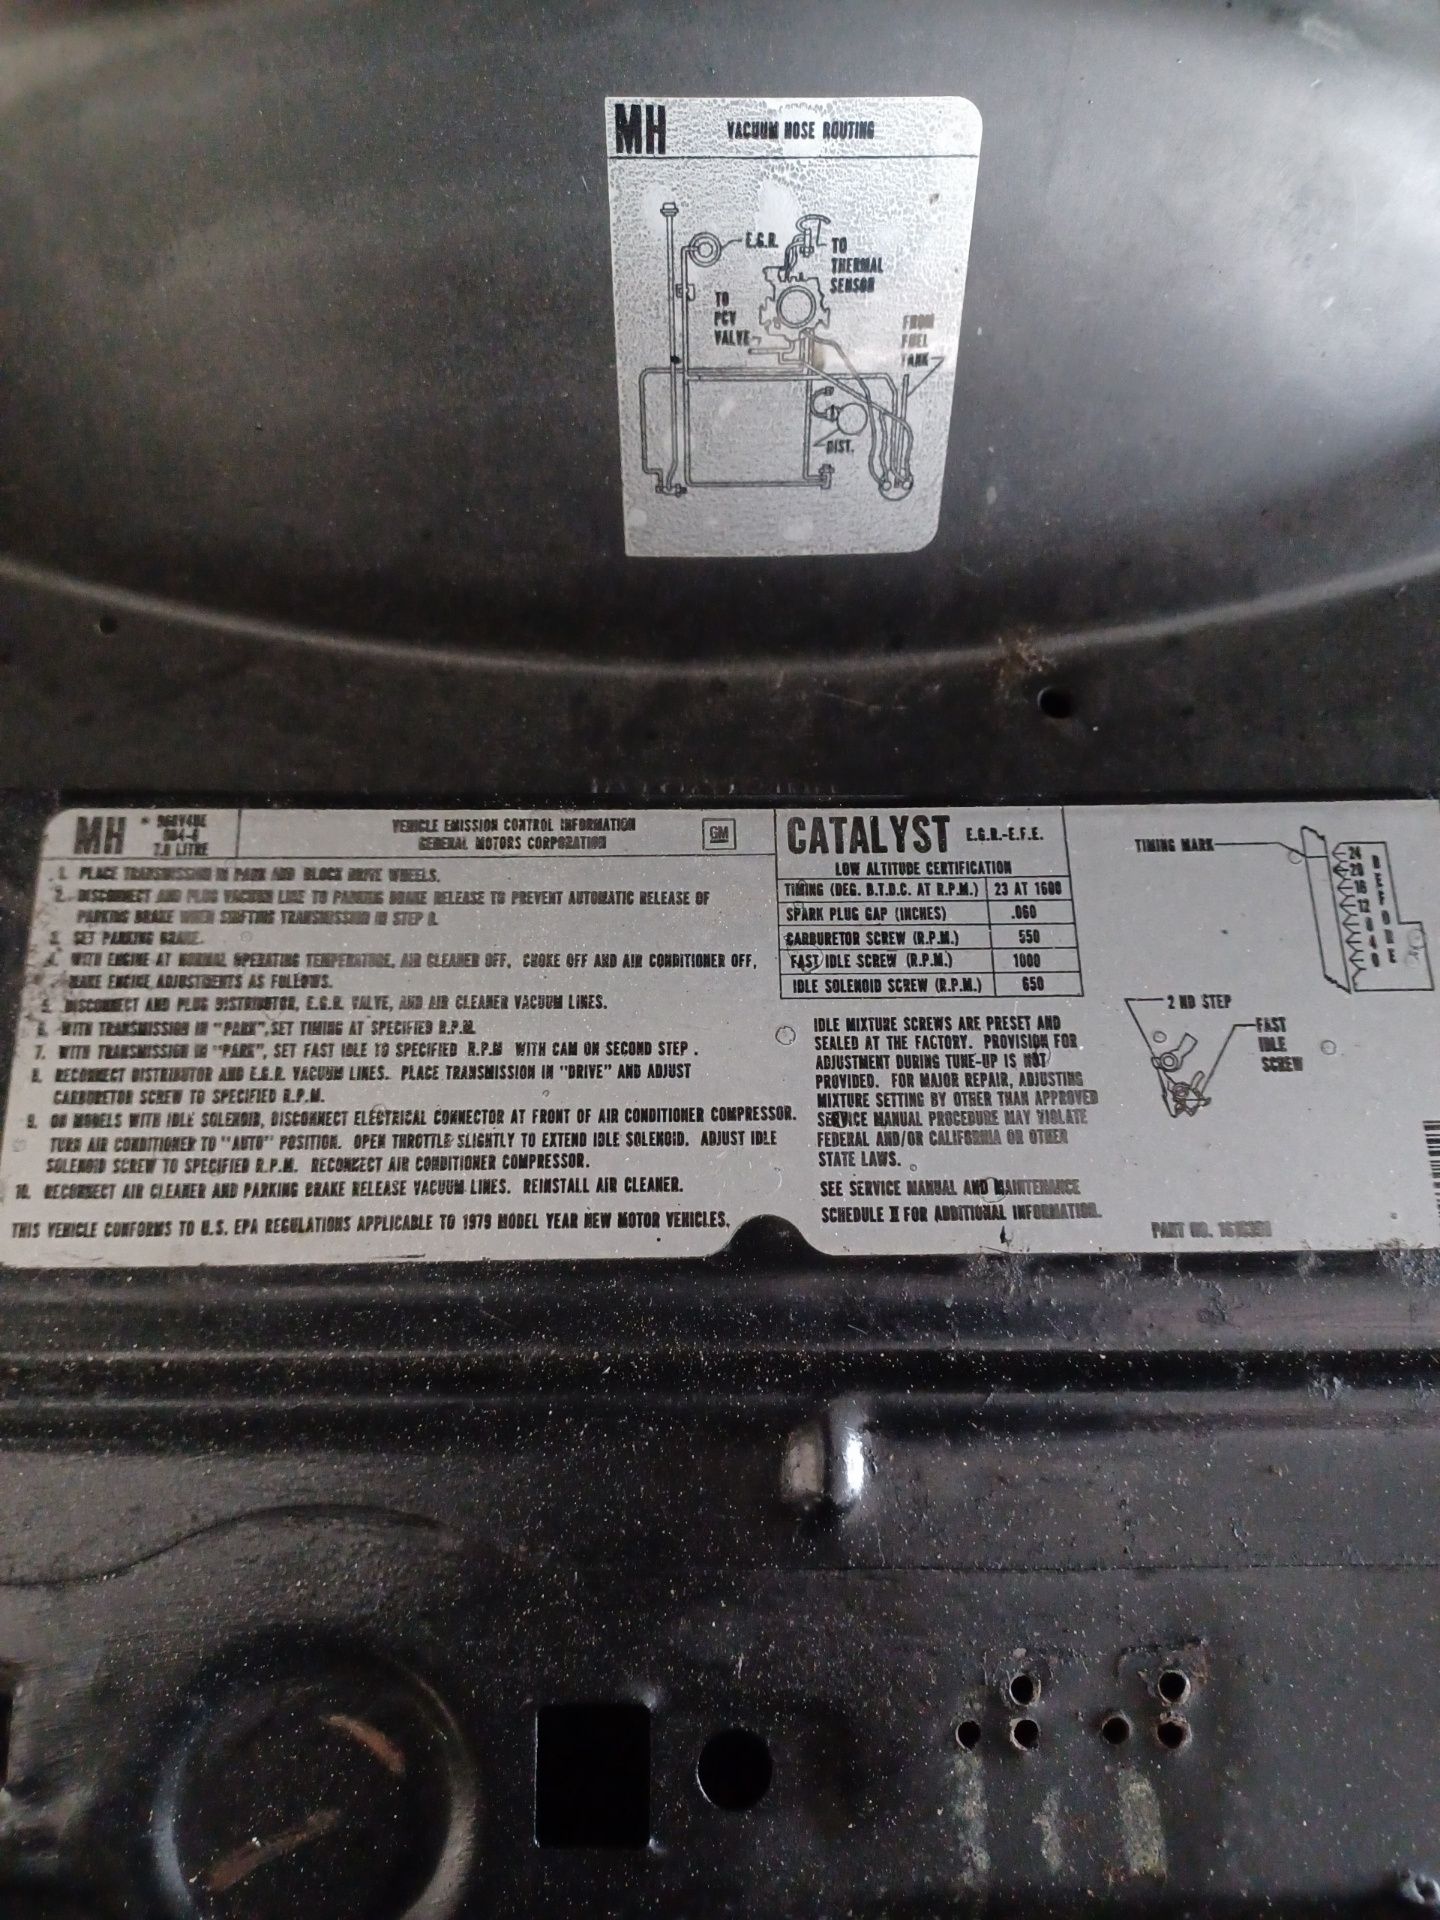 MH VACUUM HOSE ROUTING
E.G.R.
TO
THERMAL
SENSOR
TO
PCV
VALVE
FROM
FUEL
TANK
DIST.
MH
7.0 LITRE
VEHICLE EMISSION CONTROL INFORMATION
GENERAL MOTORS CORPORATION
GM
1. PLACE TRANSMISSION IN PARK AND BLOCK DRIVE WHEELS.
2. DISCONNECT AND PLUG VACUUM LINE TO PARKING BRAKE RELEASE TO PREVENT AUTOMATIC RELEASE OF
PARKING BRAKE WHEN SHIFTING TRANSMISSION IN STEP 8.
3. SET PARKING BRAKE.
4. WITH ENGINE AT NORMAL OPERATING TEMPERATURE, AIR CLEANER OFF, CHOKE OFF AND AIR CONDITIONER OFF,
MAKE ENGINE ADJUSTMENTS AS FOLLOWS.
5. DISCONNECT AND PLUG DISTRIBUTOR, E.G.R. VALVE, AND AIR CLEANER VACUUM LINES.
6. WITH TRANSMISSION IN "PARK", SET TIMING AT SPECIFIED R.P.M.
7. WITH TRANSMISSION IN "PARK", SET FAST IDLE TO SPECIFIED R.P.M WITH CAM ON SECOND STEP.
8. RECONNECT DISTRIBUTOR AND E.G.R. VACUUM LINES. PLACE TRANSMISSION IN "DRIVE" AND ADJUST
CARBURETOR SCREW TO SPECIFIED R.P.M.
9. ON MODELS WITH IDLE SOLENOID, DISCONNECT ELECTRICAL CONNECTOR AT FRONT OF AIR CONDITIONER COMPRESSOR.
TURN AIR CONDITIONER TO "AUTO" POSITION. OPEN THROTTLE SLIGHTLY TO EXTEND IDLE SOLENOID. ADJUST IDLE
SOLENOID SCREW TO SPECIFIED R.P.M. RECONNECT AIR CONDITIONER COMPRESSOR.
10. RECONNECT AIR CLEANER AND PARKING BRAKE RELEASE VACUUM LINES. REINSTALL AIR CLEANER.
THIS VEHICLE CONFORMS TO U.S. EPA REGULATIONS APPLICABLE TO 1979 MODEL YEAR NEW MOTOR VEHICLES.
CATALYST E.G.R.-E.F.E.
LOW ALTITUDE CERTIFICATION
TIMING (DEG. B.T.D.C. AT R.P.M.) 23 AT 1600
SPARK PLUG GAP (INCHES) .060
CARBURETOR SCREW (R.P.M.) 550
FAST IDLE SCREW (R.P.M.) 1000
IDLE SOLENOID SCREW (R.P.M.) 650
IDLE MIXTURE SCREWS ARE PRESET AND
SEALED AT THE FACTORY. PROVISION FOR
ADJUSTMENT DURING TUNE-UP IS NOT
PROVIDED. FOR MAJOR REPAIR, ADJUSTING
MIXTURE SETTING BY OTHER THAN APPROVED
SERVICE MANUAL PROCEDURE MAY VIOLATE
FEDERAL AND/OR CALIFORNIA OR OTHER
STATE LAWS.
SEE SERVICE MANUAL AND MAINTENANCE
SCHEDULE II FOR ADDITIONAL INFORMATION.
TIMING MARK
24
20
16
12
8
4
0
BEFORE
2 ND STEP
FAST
IDLE
SCREW
PART NO.